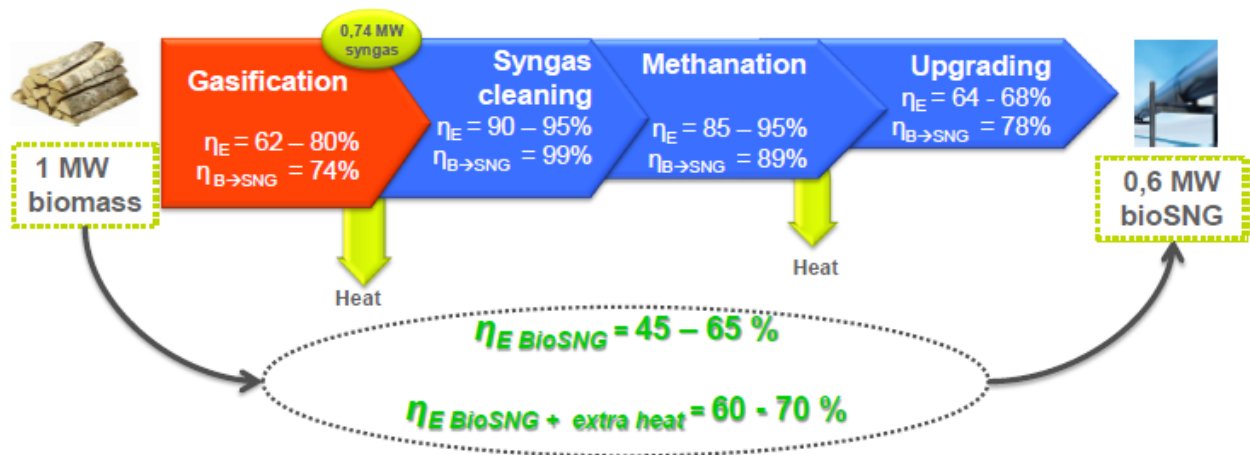 0,74 MW
syngas
Gasification
ηE = 62 – 80%
ηB→SNG = 74%
Syngas
cleaning
ηE = 90 – 95%
ηB→SNG = 99%
Methanation
ηE = 85 – 95%
ηB→SNG = 89%
Upgrading
ηE = 64 - 68%
ηB→SNG = 78%
1 MW
biomass
0,6 MW
bioSNG
Heat
Heat
ηE BioSNG = 45 – 65 %
ηE BioSNG + extra heat = 60 - 70 %